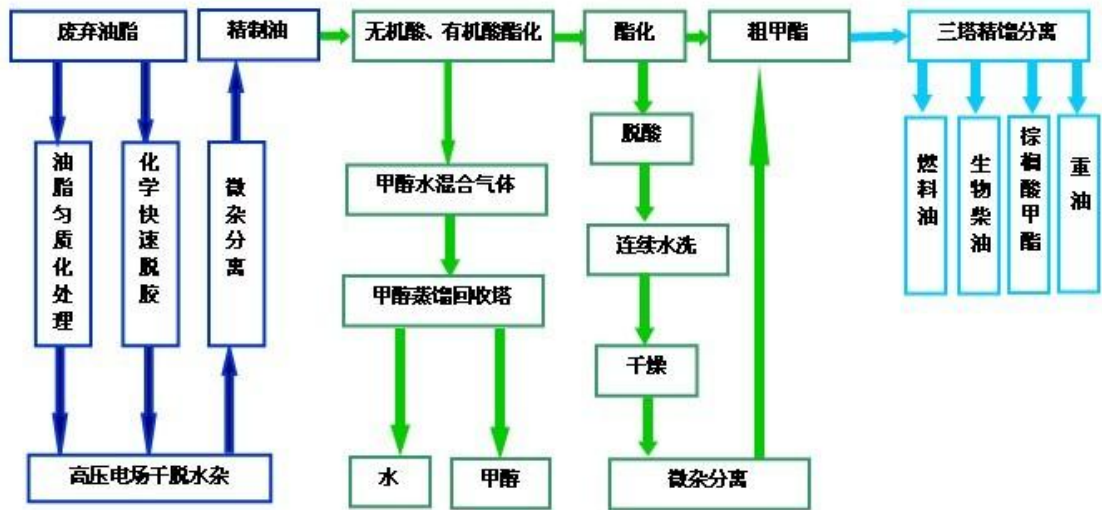 废弃油脂
精制油
无机酸、有机酸酯化
酯化
粗甲酯
三塔精馏分离
油脂匀质化处理
化学快速脱胶
微杂分离
甲醇水混合气体
脱酸
燃料油
生物柴油
棕榈酸甲酯
重油
连续水洗
甲醇蒸馏回收塔
干燥
高压电场干脱水杂
水
甲醇
微杂分离